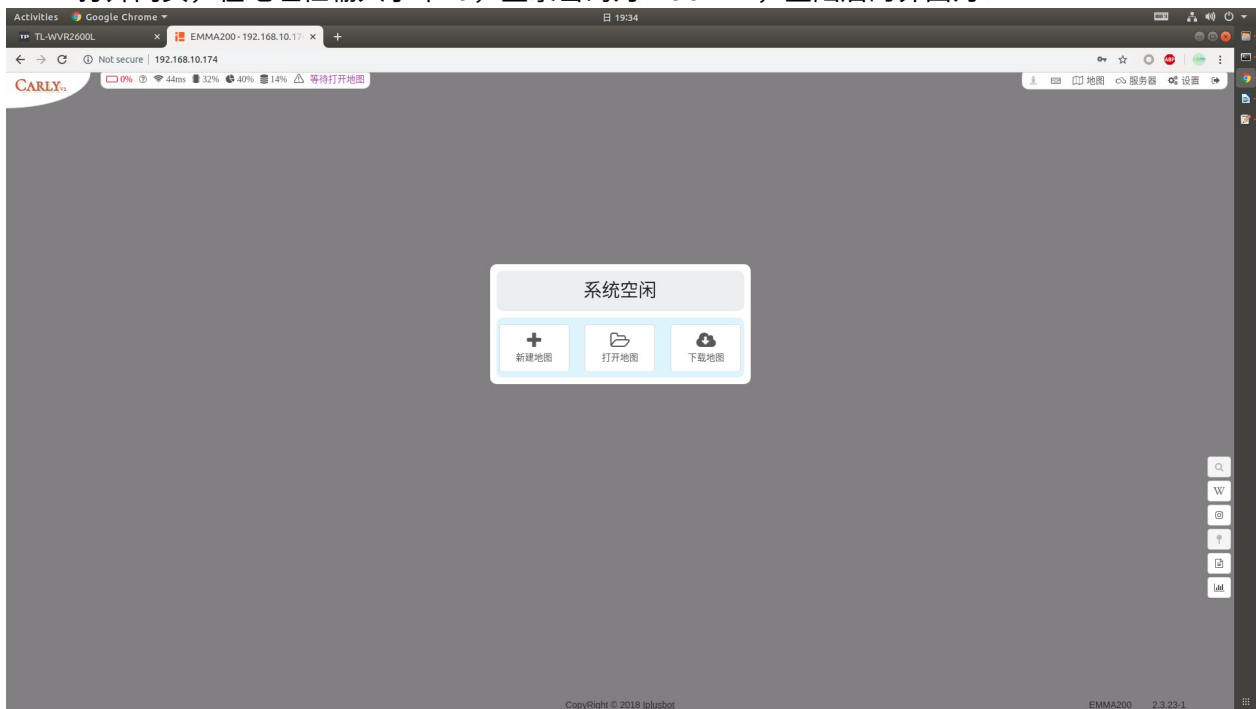 Activities Google Chrome 日 19:34
TL-WVR2600L EMMA200 - 192.168.10.17
Not secure 192.168.10.174 ABP
CARLY V2 0% 44ms 32% 40% 14% 等待打开地图 地图 服务器 设置
系统空闲
新建地图 打开地图 下载地图
W
CopyRight © 2018 Iplusbot EMMA200 2.3.23-1